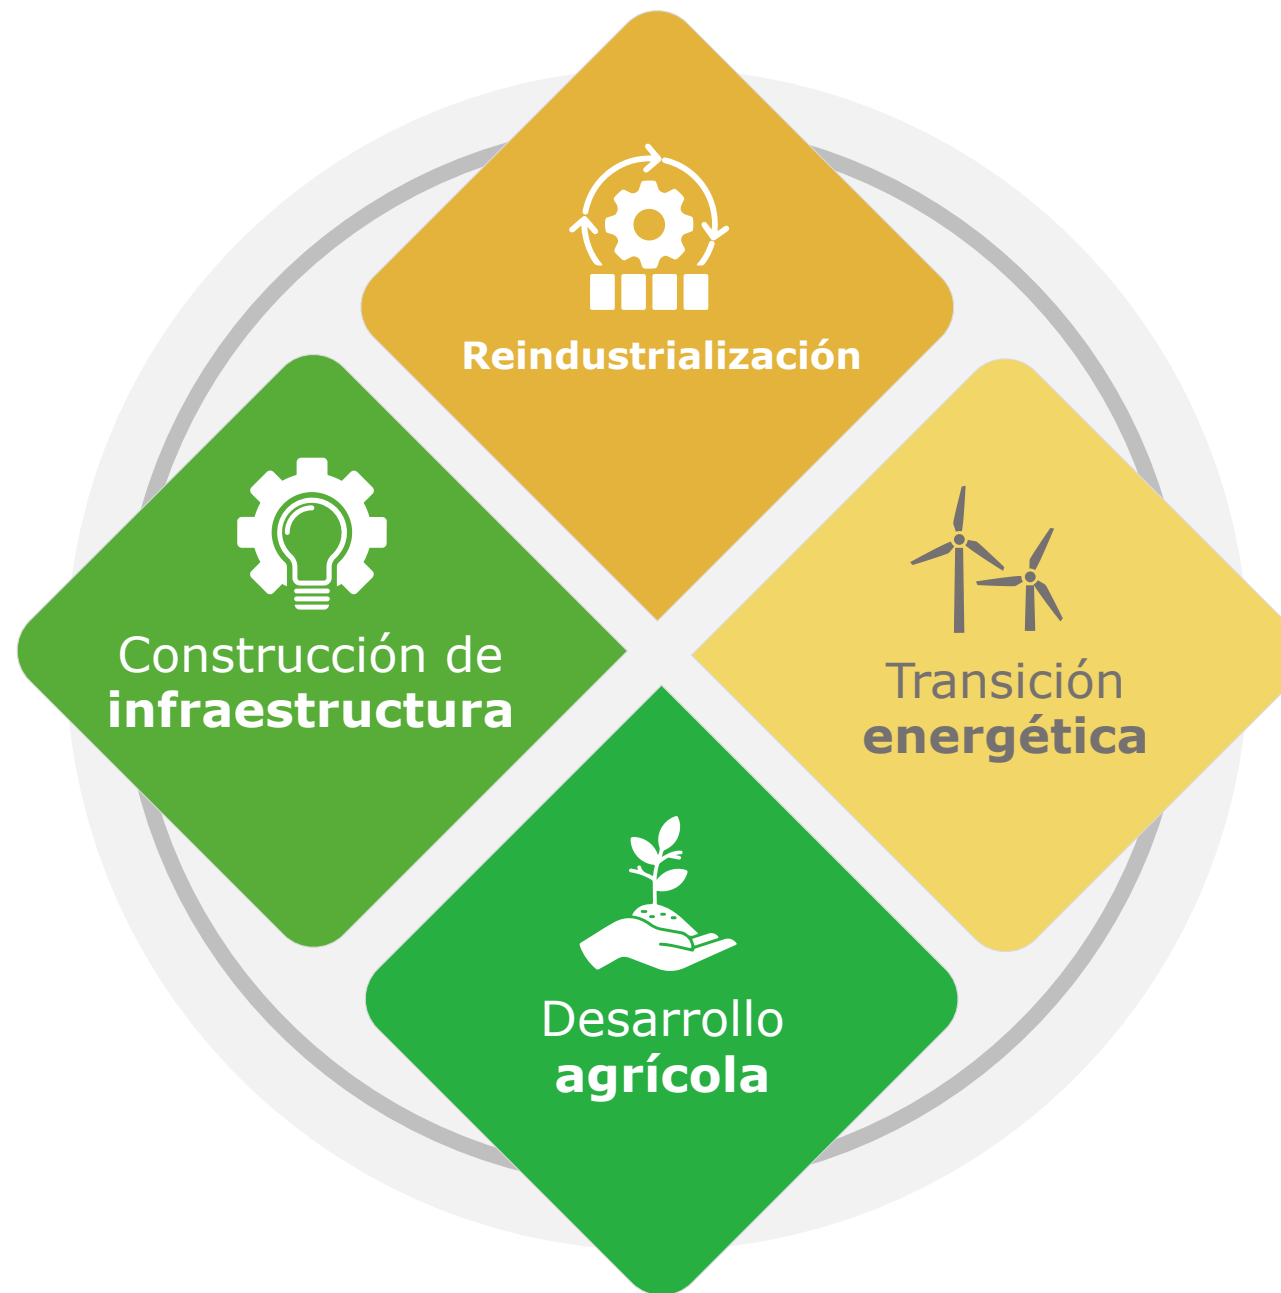 Reindustrialización
Construcción de
infraestructura
Transición
energética
Desarrollo
agrícola